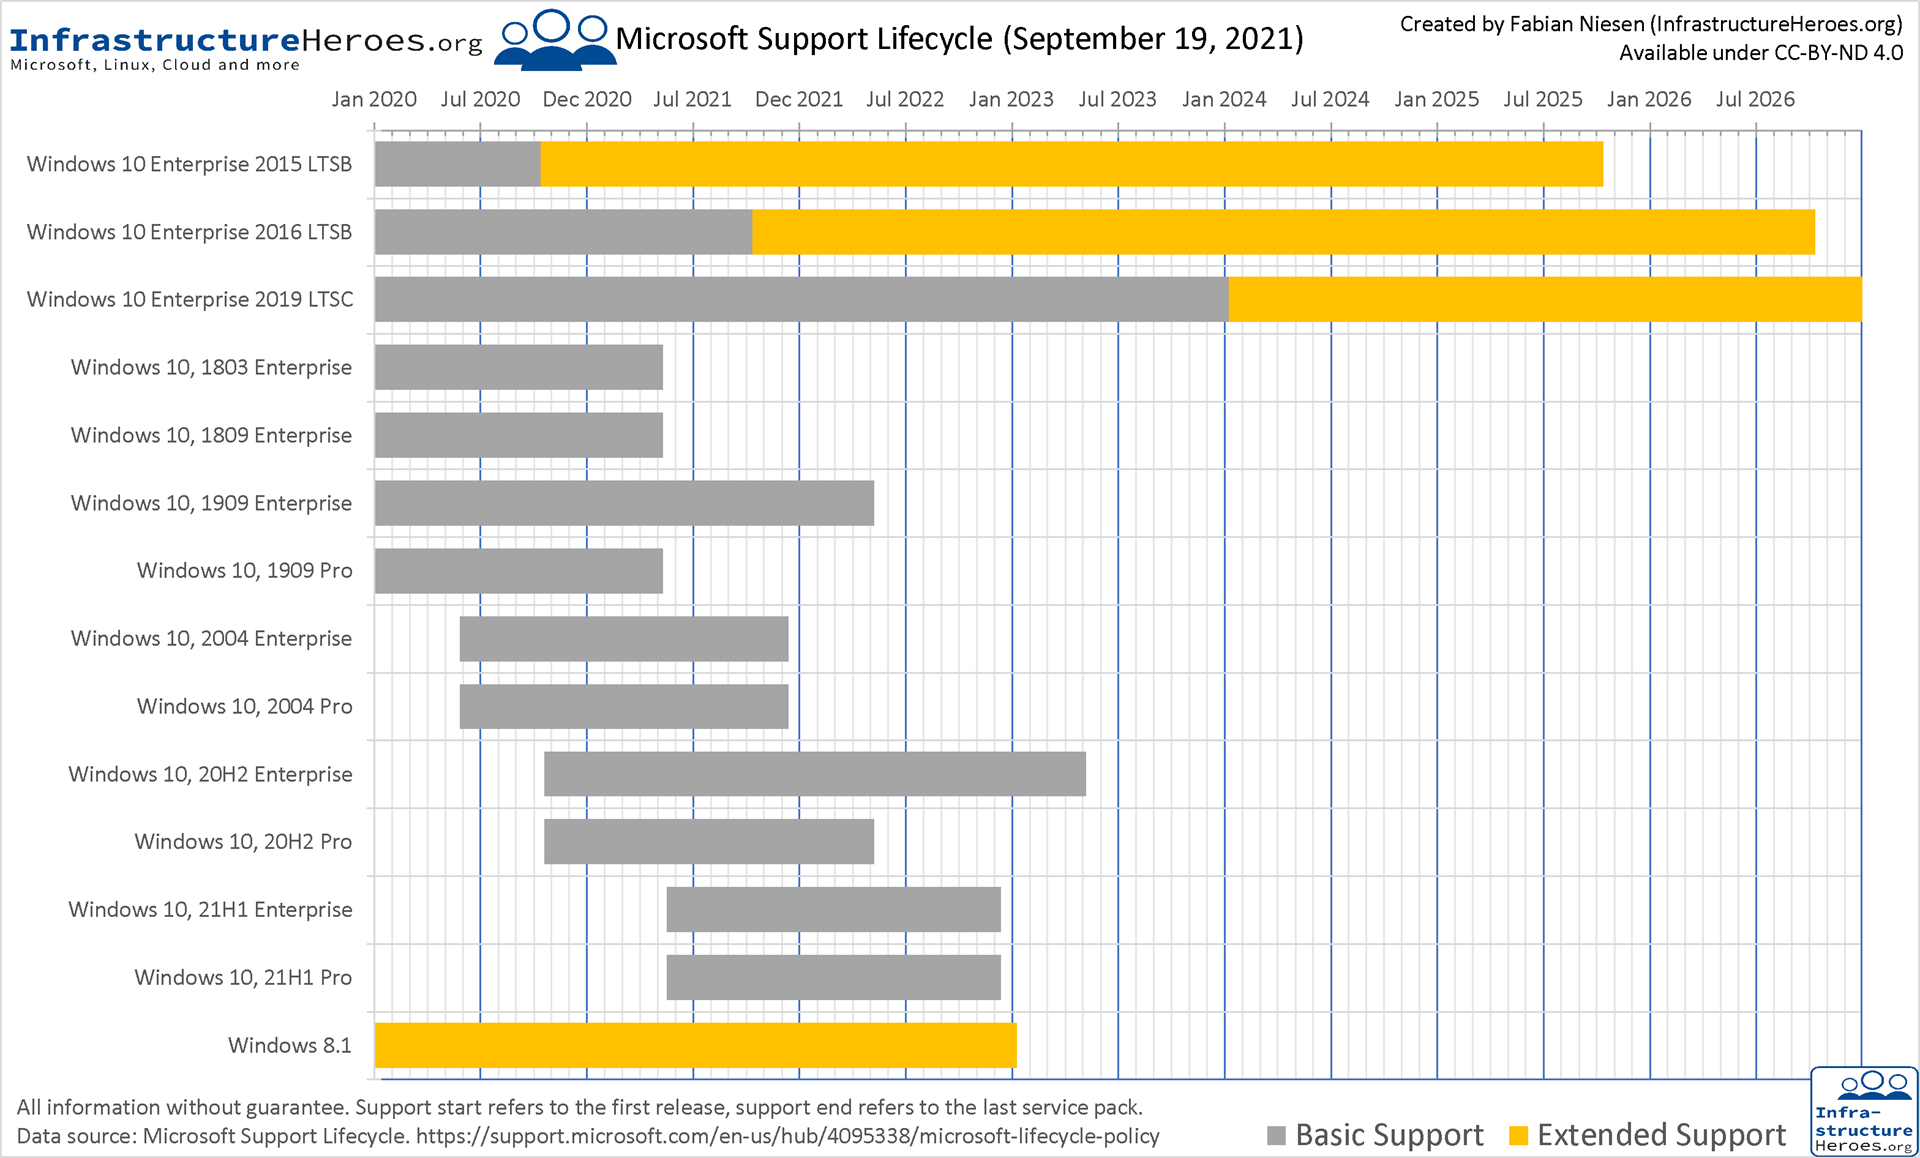 InfrastructureHeroes.org
Microsoft, Linux, Cloud and more
Microsoft Support Lifecycle (September 19, 2021)
Created by Fabian Niesen (InfrastructureHeroes.org)
Available under CC-BY-ND 4.0
Jan 2020 Jul 2020 Dec 2020 Jul 2021 Dec 2021 Jul 2022 Jan 2023 Jul 2023 Jan 2024 Jul 2024 Jan 2025 Jul 2025 Jan 2026 Jul 2026
Windows 10 Enterprise 2015 LTSB
Windows 10 Enterprise 2016 LTSB
Windows 10 Enterprise 2019 LTSC
Windows 10, 1803 Enterprise
Windows 10, 1809 Enterprise
Windows 10, 1909 Enterprise
Windows 10, 1909 Pro
Windows 10, 2004 Enterprise
Windows 10, 2004 Pro
Windows 10, 20H2 Enterprise
Windows 10, 20H2 Pro
Windows 10, 21H1 Enterprise
Windows 10, 21H1 Pro
Windows 8.1
All information without guarantee. Support start refers to the first release, support end refers to the last service pack.
Data source: Microsoft Support Lifecycle. https://support.microsoft.com/en-us/hub/4095338/microsoft-lifecycle-policy
Basic Support Extended Support
Infra-
structure
Heroes.org